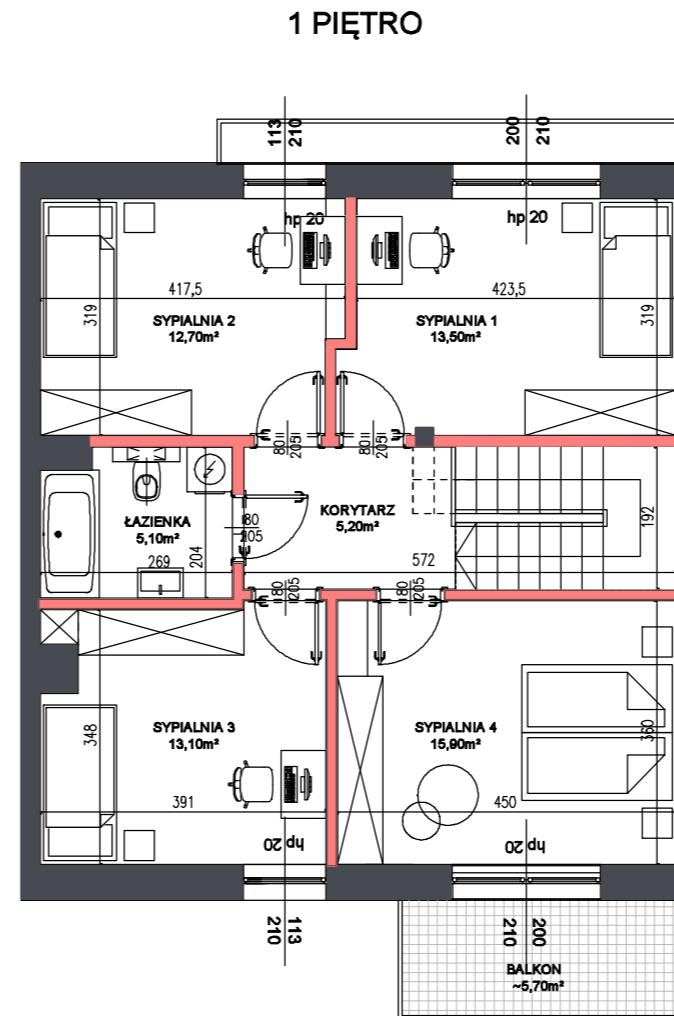 1 PIĘTRO
113
210
200
210
hp 20
hp 20
417,5
423,5
319
319
SYPIALNIA 2
12,70m²
SYPIALNIA 1
13,50m²
80
205
80
205
ŁAZIENKA
5,10m²
269
204
80
205
KORYTARZ
5,20m²
572
192
80
205
80
205
348
SYPIALNIA 3
13,10m²
391
SYPIALNIA 4
15,90m²
360
450
hp 20
hp 20
113
210
200
210
BALKON
~5,70m²